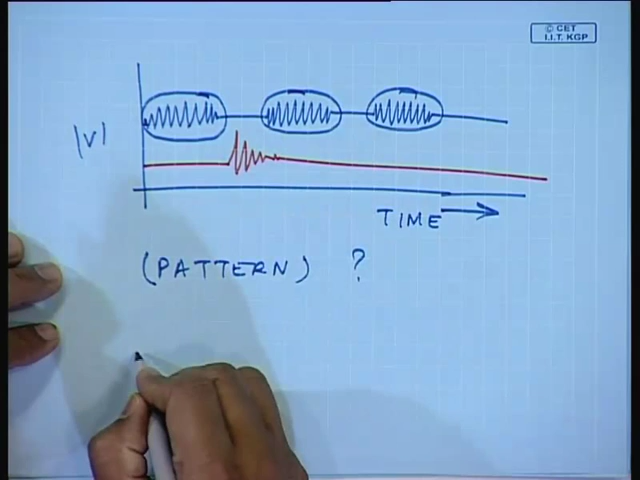 © CET
I.I.T. KGP
|V|
TIME
(PATTERN) ?